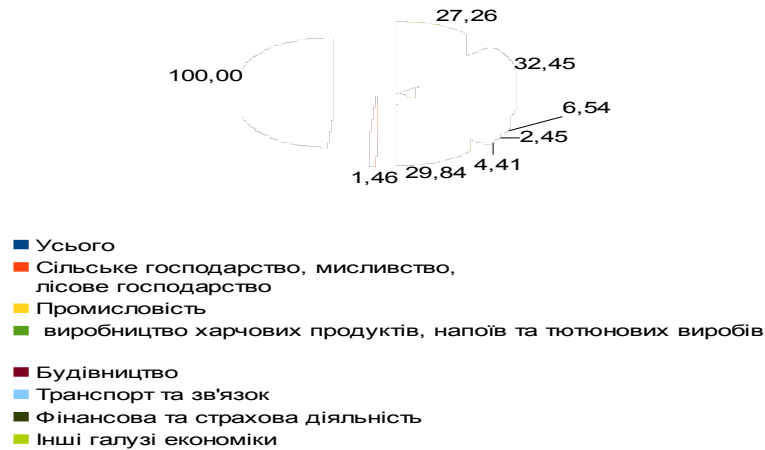 27,26
100,00
32,45
6,54
2,45
4,41
29,84
1,46
Усього
Сільське господарство, мисливство,
лісове господарство
Промисловість
виробництво харчових продуктів, напоїв та тютюнових виробів
Будівництво
Транспорт та зв'язок
Фінансова та страхова діяльність
Інші галузі економіки